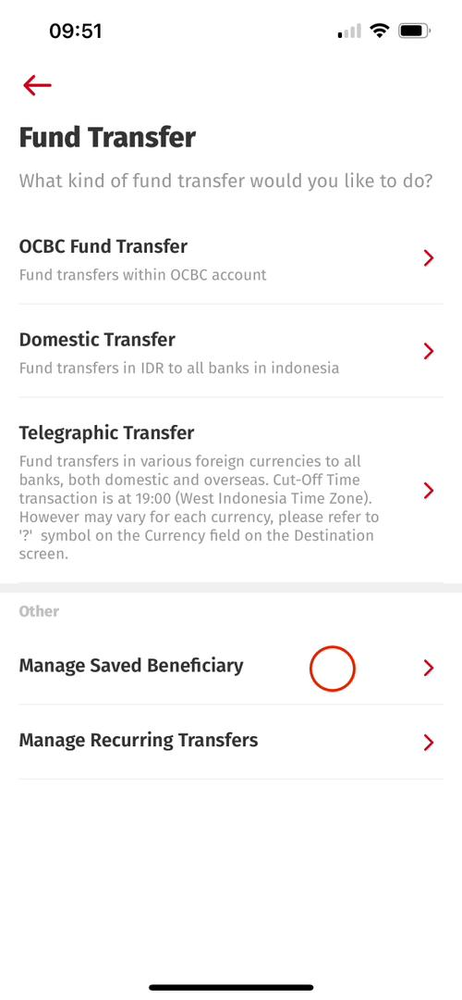 09:51
Fund Transfer
What kind of fund transfer would you like to do?
OCBC Fund Transfer
Fund transfers within OCBC account
Domestic Transfer
Fund transfers in IDR to all banks in indonesia
Telegraphic Transfer
Fund transfers in various foreign currencies to all
banks, both domestic and overseas. Cut-Off Time
transaction is at 19:00 (West Indonesia Time Zone).
However may vary for each currency, please refer to
'?'  symbol on the Currency field on the Destination
screen.
Other
Manage Saved Beneficiary
Manage Recurring Transfers